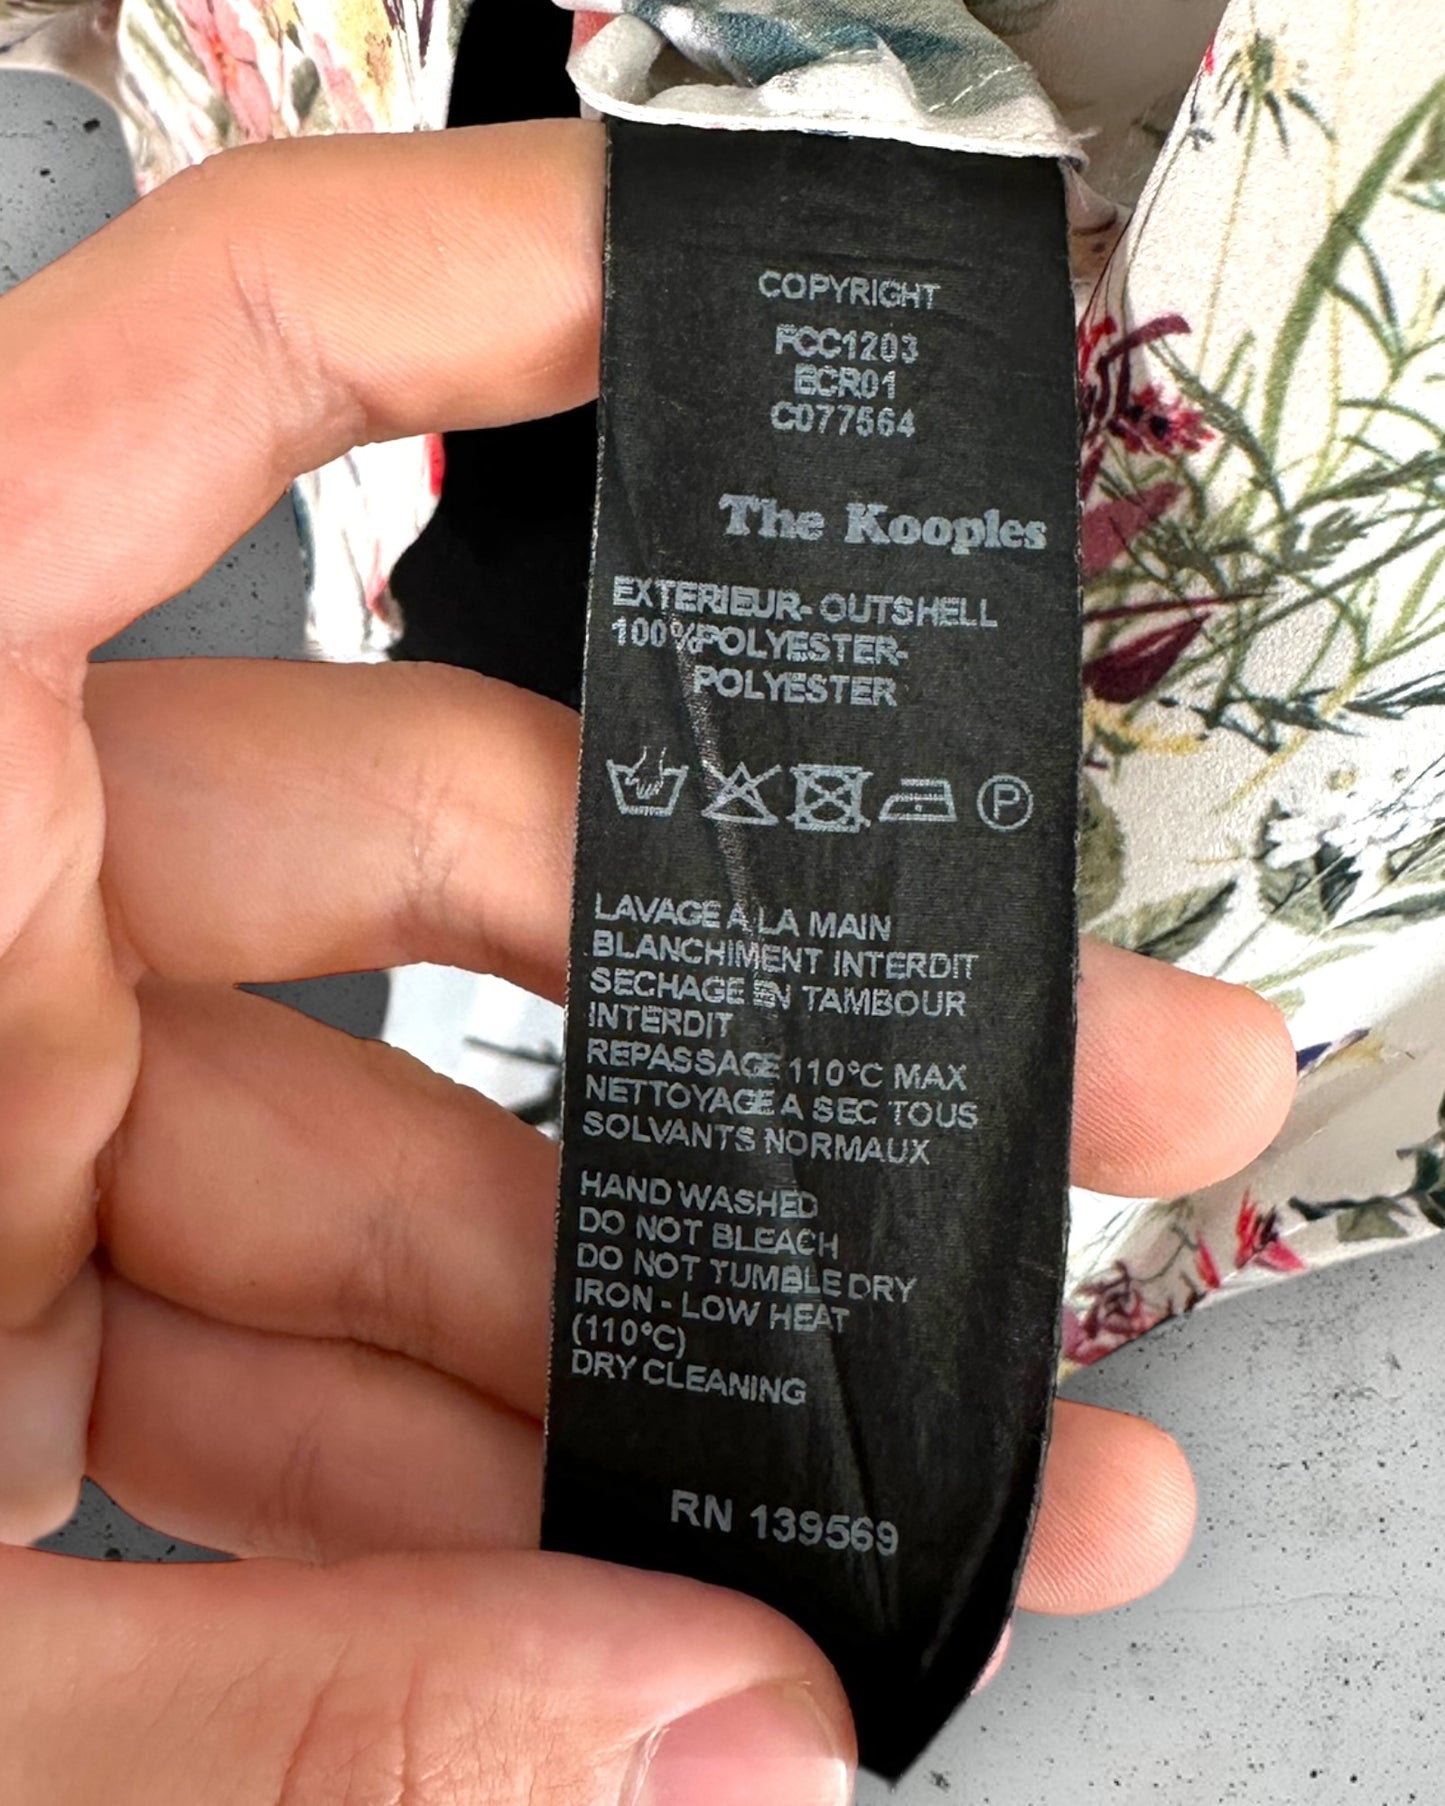 COPYRIGHT
FCC1203
ECR01
C077564
The Kooples
EXTERIEUR- OUTSHELL
100%POLYESTER-
POLYESTER
P
LAVAGE A LA MAIN
BLANCHIMENT INTERDIT
SECHAGE EN TAMBOUR
INTERDIT
REPASSAGE 110°C MAX
NETTOYAGE A SEC TOUS
SOLVANTS NORMAUX
HAND WASHED
DO NOT BLEACH
DO NOT TUMBLE DRY
IRON - LOW HEAT
(110°C)
DRY CLEANING
RN 139569